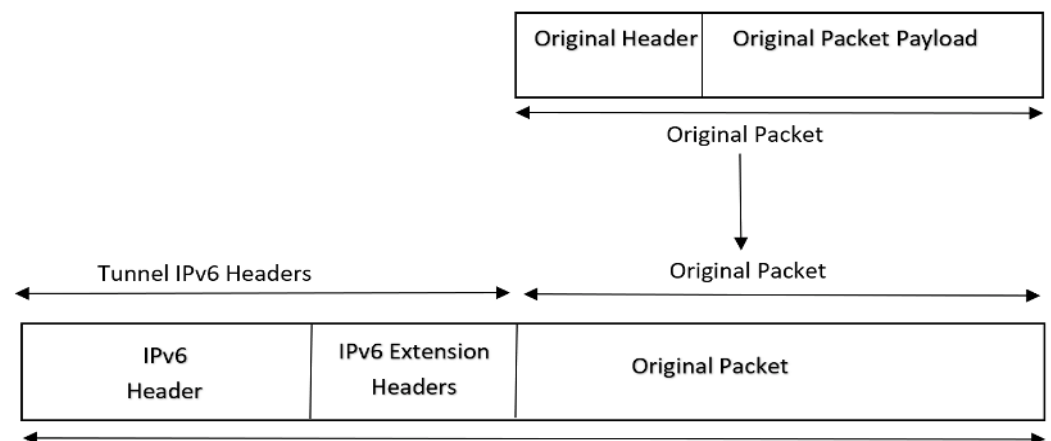 Original Header
Original Packet Payload
Original Packet
Tunnel IPv6 Headers
Original Packet
IPv6
Header
IPv6 Extension
Headers
Original Packet